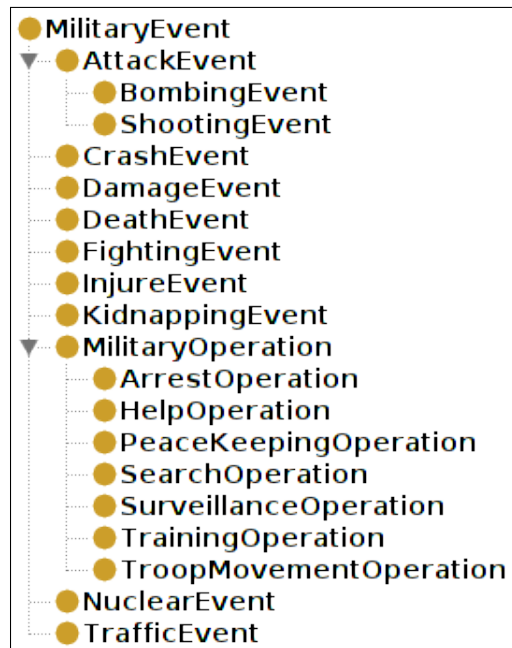 MilitaryEvent
AttackEvent
BombingEvent
ShootingEvent
CrashEvent
DamageEvent
DeathEvent
FightingEvent
InjureEvent
KidnappingEvent
MilitaryOperation
ArrestOperation
HelpOperation
PeaceKeepingOperation
SearchOperation
SurveillanceOperation
TrainingOperation
TroopMovementOperation
NuclearEvent
TrafficEvent